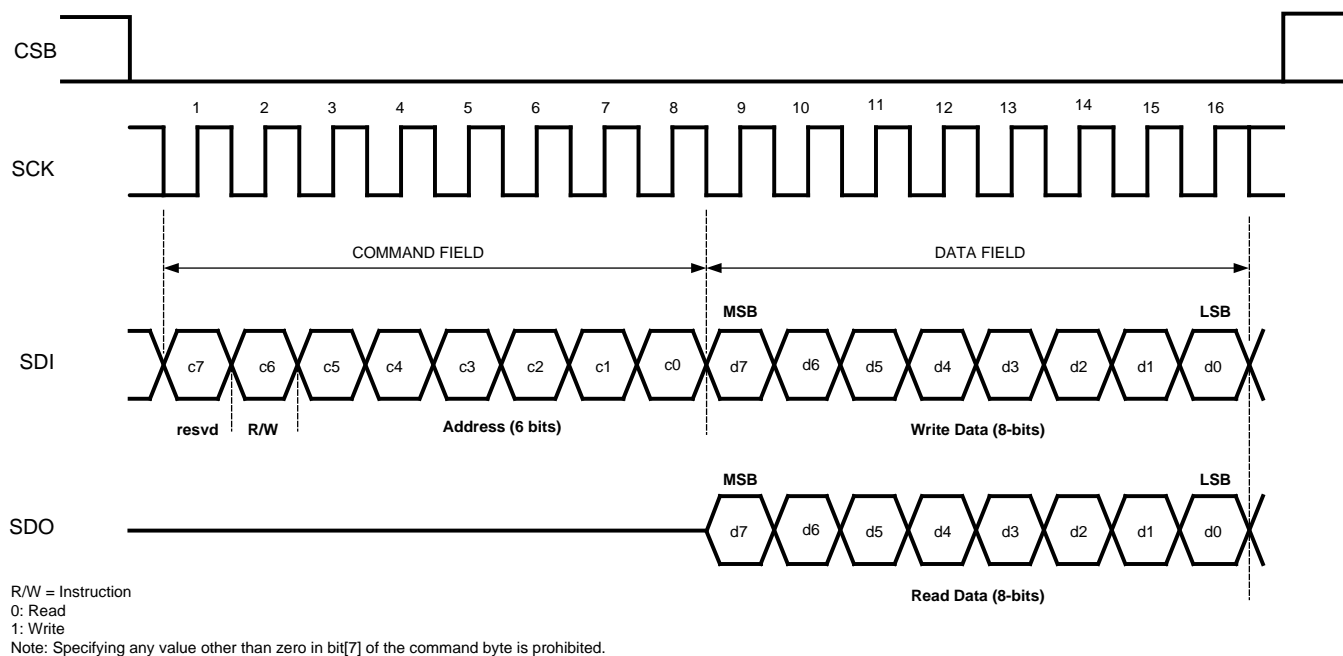 CSB
1 2 3 4 5 6 7 8 9 10 11 12 13 14 15 16
SCK
COMMAND FIELD DATA FIELD
MSB LSB
SDI c7 c6 c5 c4 c3 c2 c1 c0 d7 d6 d5 d4 d3 d2 d1 d0
resvd R/W Address (6 bits) Write Data (8-bits)
MSB LSB
SDO d7 d6 d5 d4 d3 d2 d1 d0
Read Data (8-bits)
R/W = Instruction
0: Read
1: Write
Note: Specifying any value other than zero in bit[7] of the command byte is prohibited.